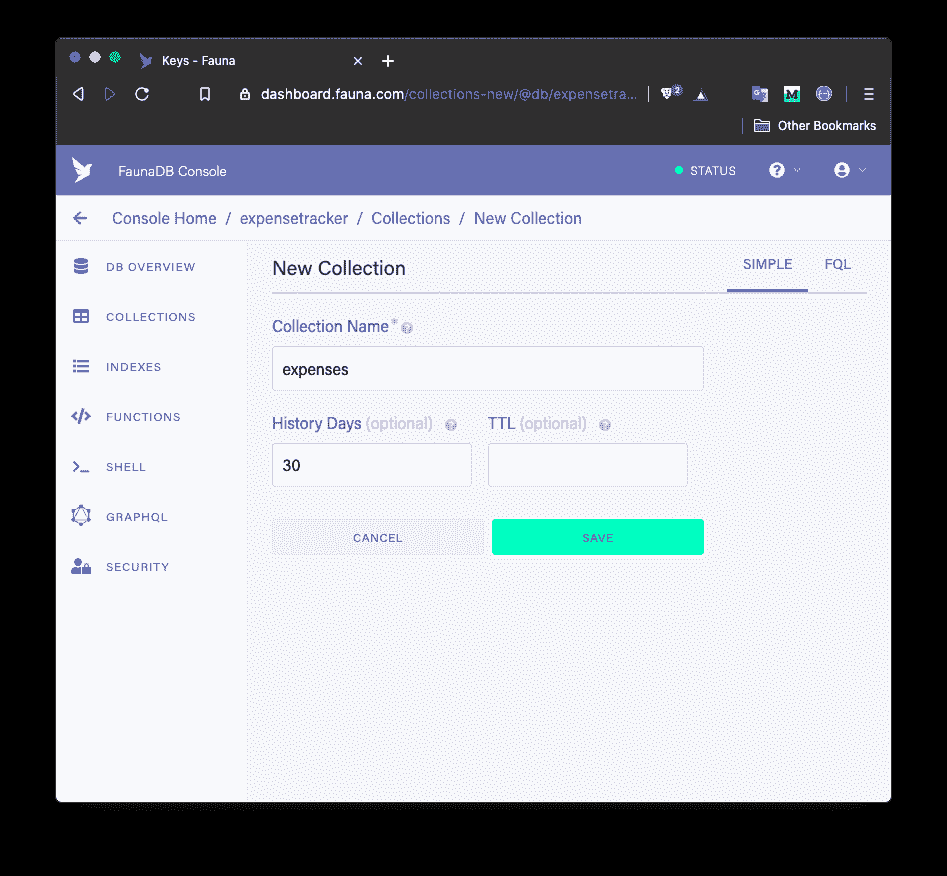 Keys - Fauna
dashboard.fauna.com/collections-new/@db/expensetra...
2
M
Other Bookmarks
FaunaDB Console
STATUS
?
Console Home / expensetracker / Collections / New Collection
DB OVERVIEW
COLLECTIONS
INDEXES
FUNCTIONS
SHELL
GRAPHQL
SECURITY
New Collection
SIMPLE
FQL
Collection Name*
expenses
History Days (optional)
TTL (optional)
30
CANCEL
SAVE